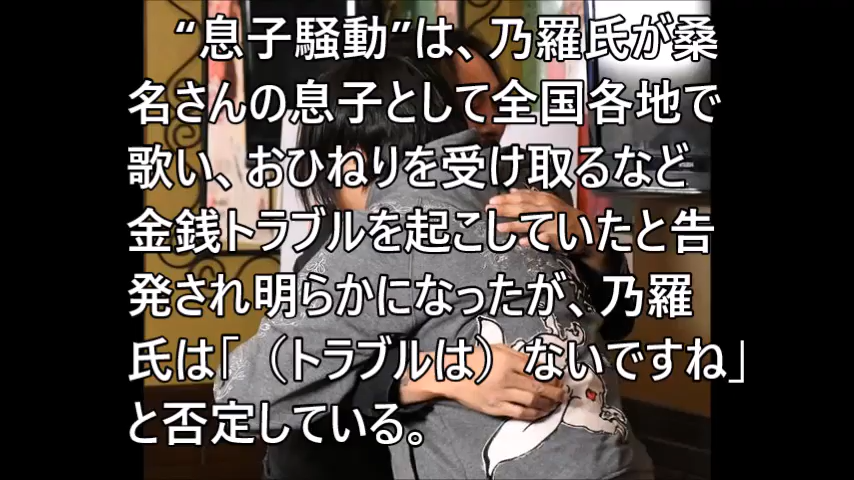 “息子騒動”は、乃羅氏が桑
名さんの息子として全国各地で
歌い、おひねりを受け取るなど
金銭トラブルを起こしていたと告
発され明らかになったが、乃羅
氏は「（トラブルは）ないですね」
と否定している。